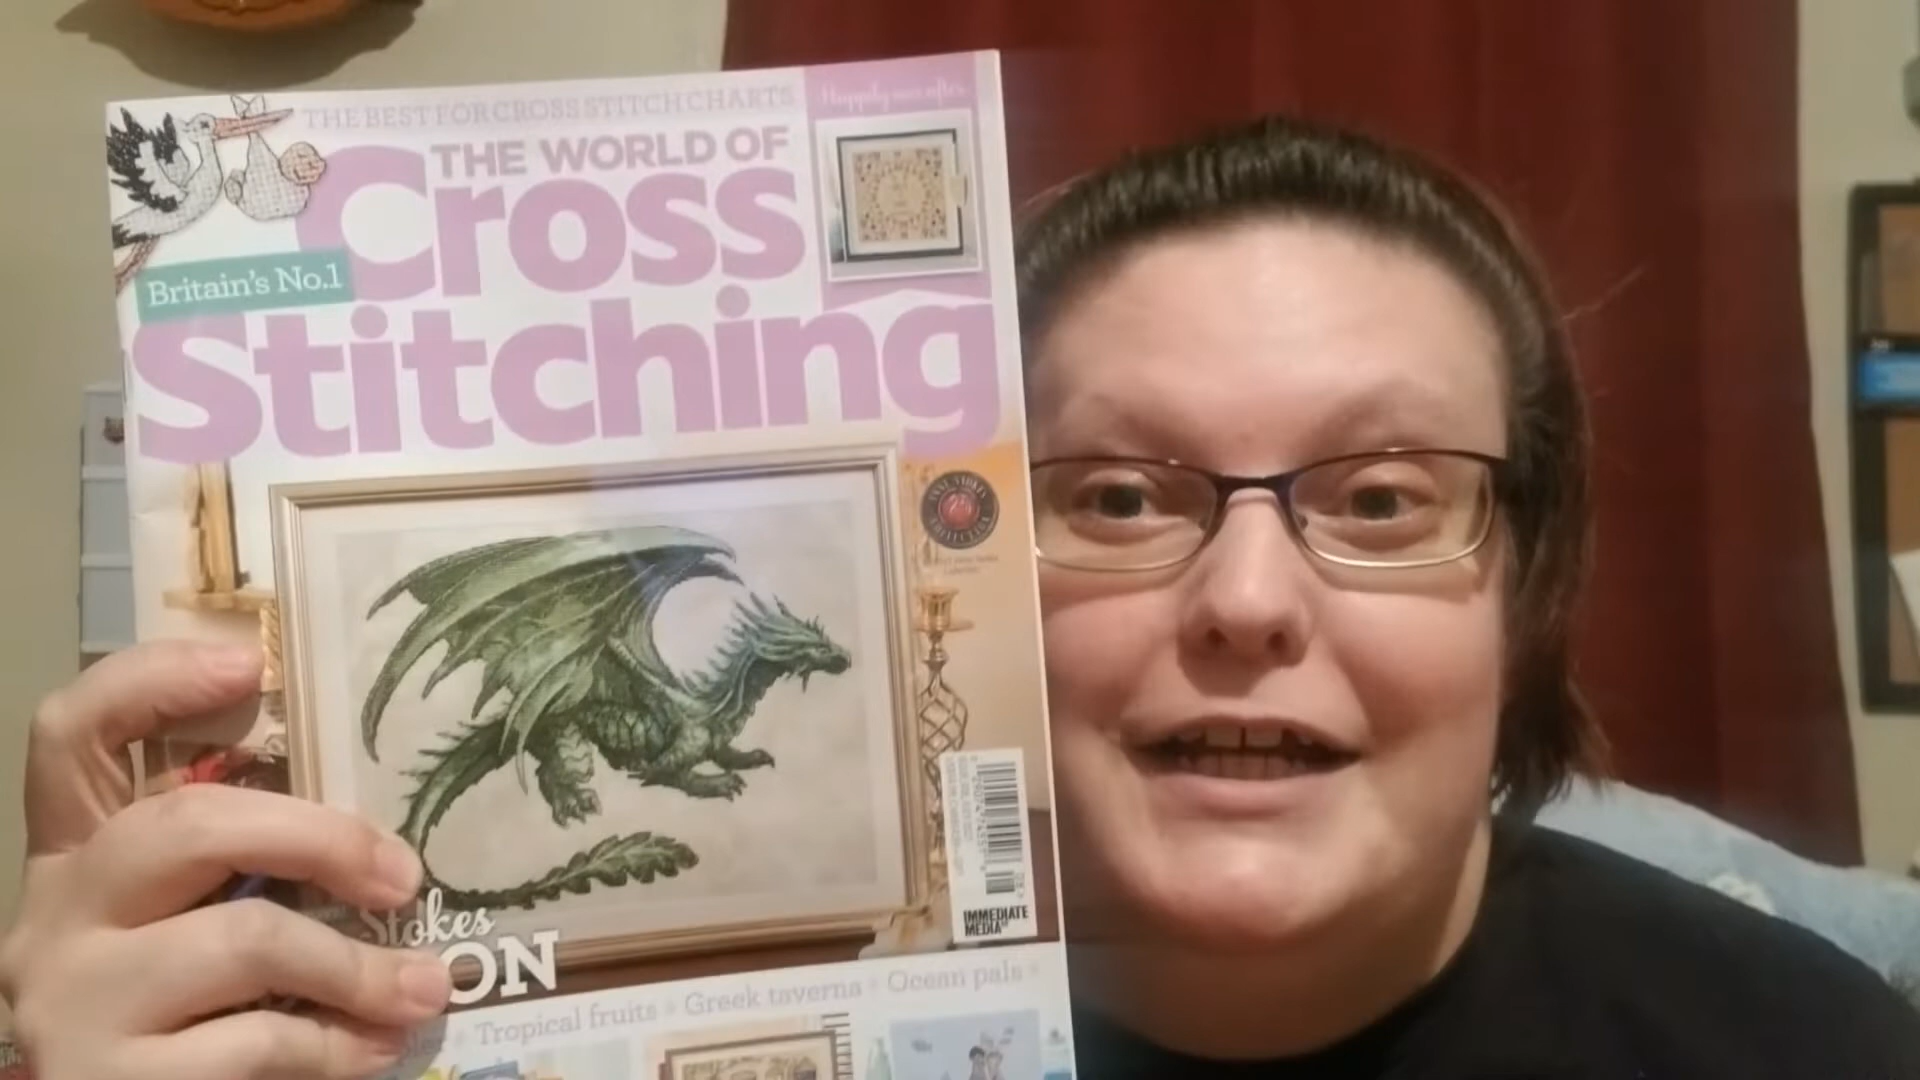 THE BEST FOR CROSS STITCH CHARTS
Happily ever after
THE WORLD OF
Cross
Britain's No.1
Stitching
IMMEDIATE
MEDIA
Stokes
ON
Tropical fruits • Greek taverna • Ocean pals